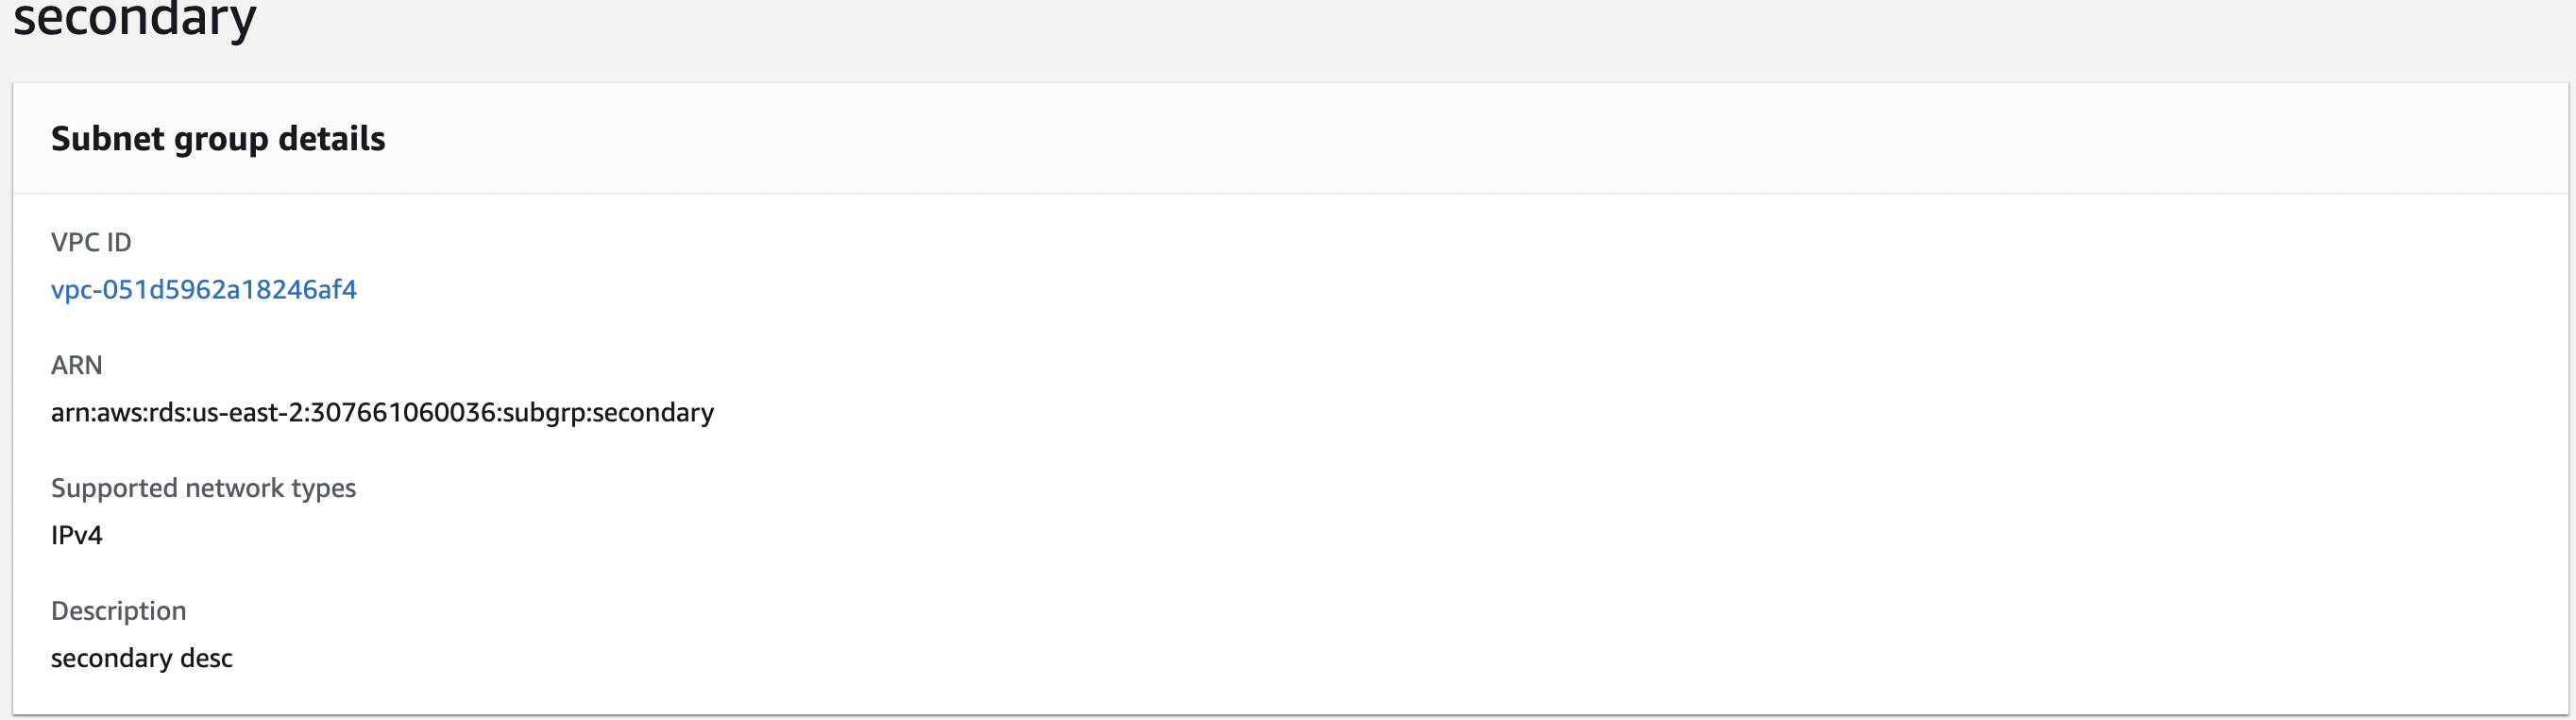 secondary
Subnet group details
VPC ID
vpc-051d5962a18246af4
ARN
arn:aws:rds:us-east-2:307661060036:subgrp:secondary
Supported network types
IPv4
Description
secondary desc